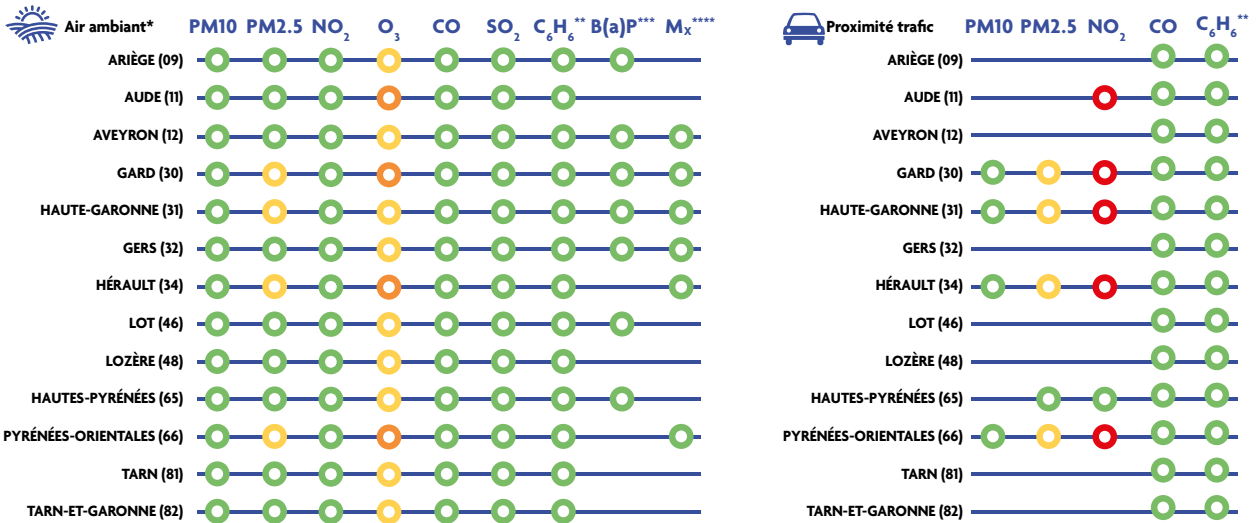 Air ambiant* PM10 PM2.5 NO2 O3 CO SO2 C6H6** B(a)P*** Mx****
ARIÈGE (09)
AUDE (11)
AVEYRON (12)
GARD (30)
HAUTE-GARONNE (31)
GERS (32)
HÉRAULT (34)
LOT (46)
LOZÈRE (48)
HAUTES-PYRÉNÉES (65)
PYRÉNÉES-ORIENTALES (66)
TARN (81)
TARN-ET-GARONNE (82)
Proximité trafic PM10 PM2.5 NO2 CO C6H6**
ARIÈGE (09)
AUDE (11)
AVEYRON (12)
GARD (30)
HAUTE-GARONNE (31)
GERS (32)
HÉRAULT (34)
LOT (46)
LOZÈRE (48)
HAUTES-PYRÉNÉES (65)
PYRÉNÉES-ORIENTALES (66)
TARN (81)
TARN-ET-GARONNE (82)